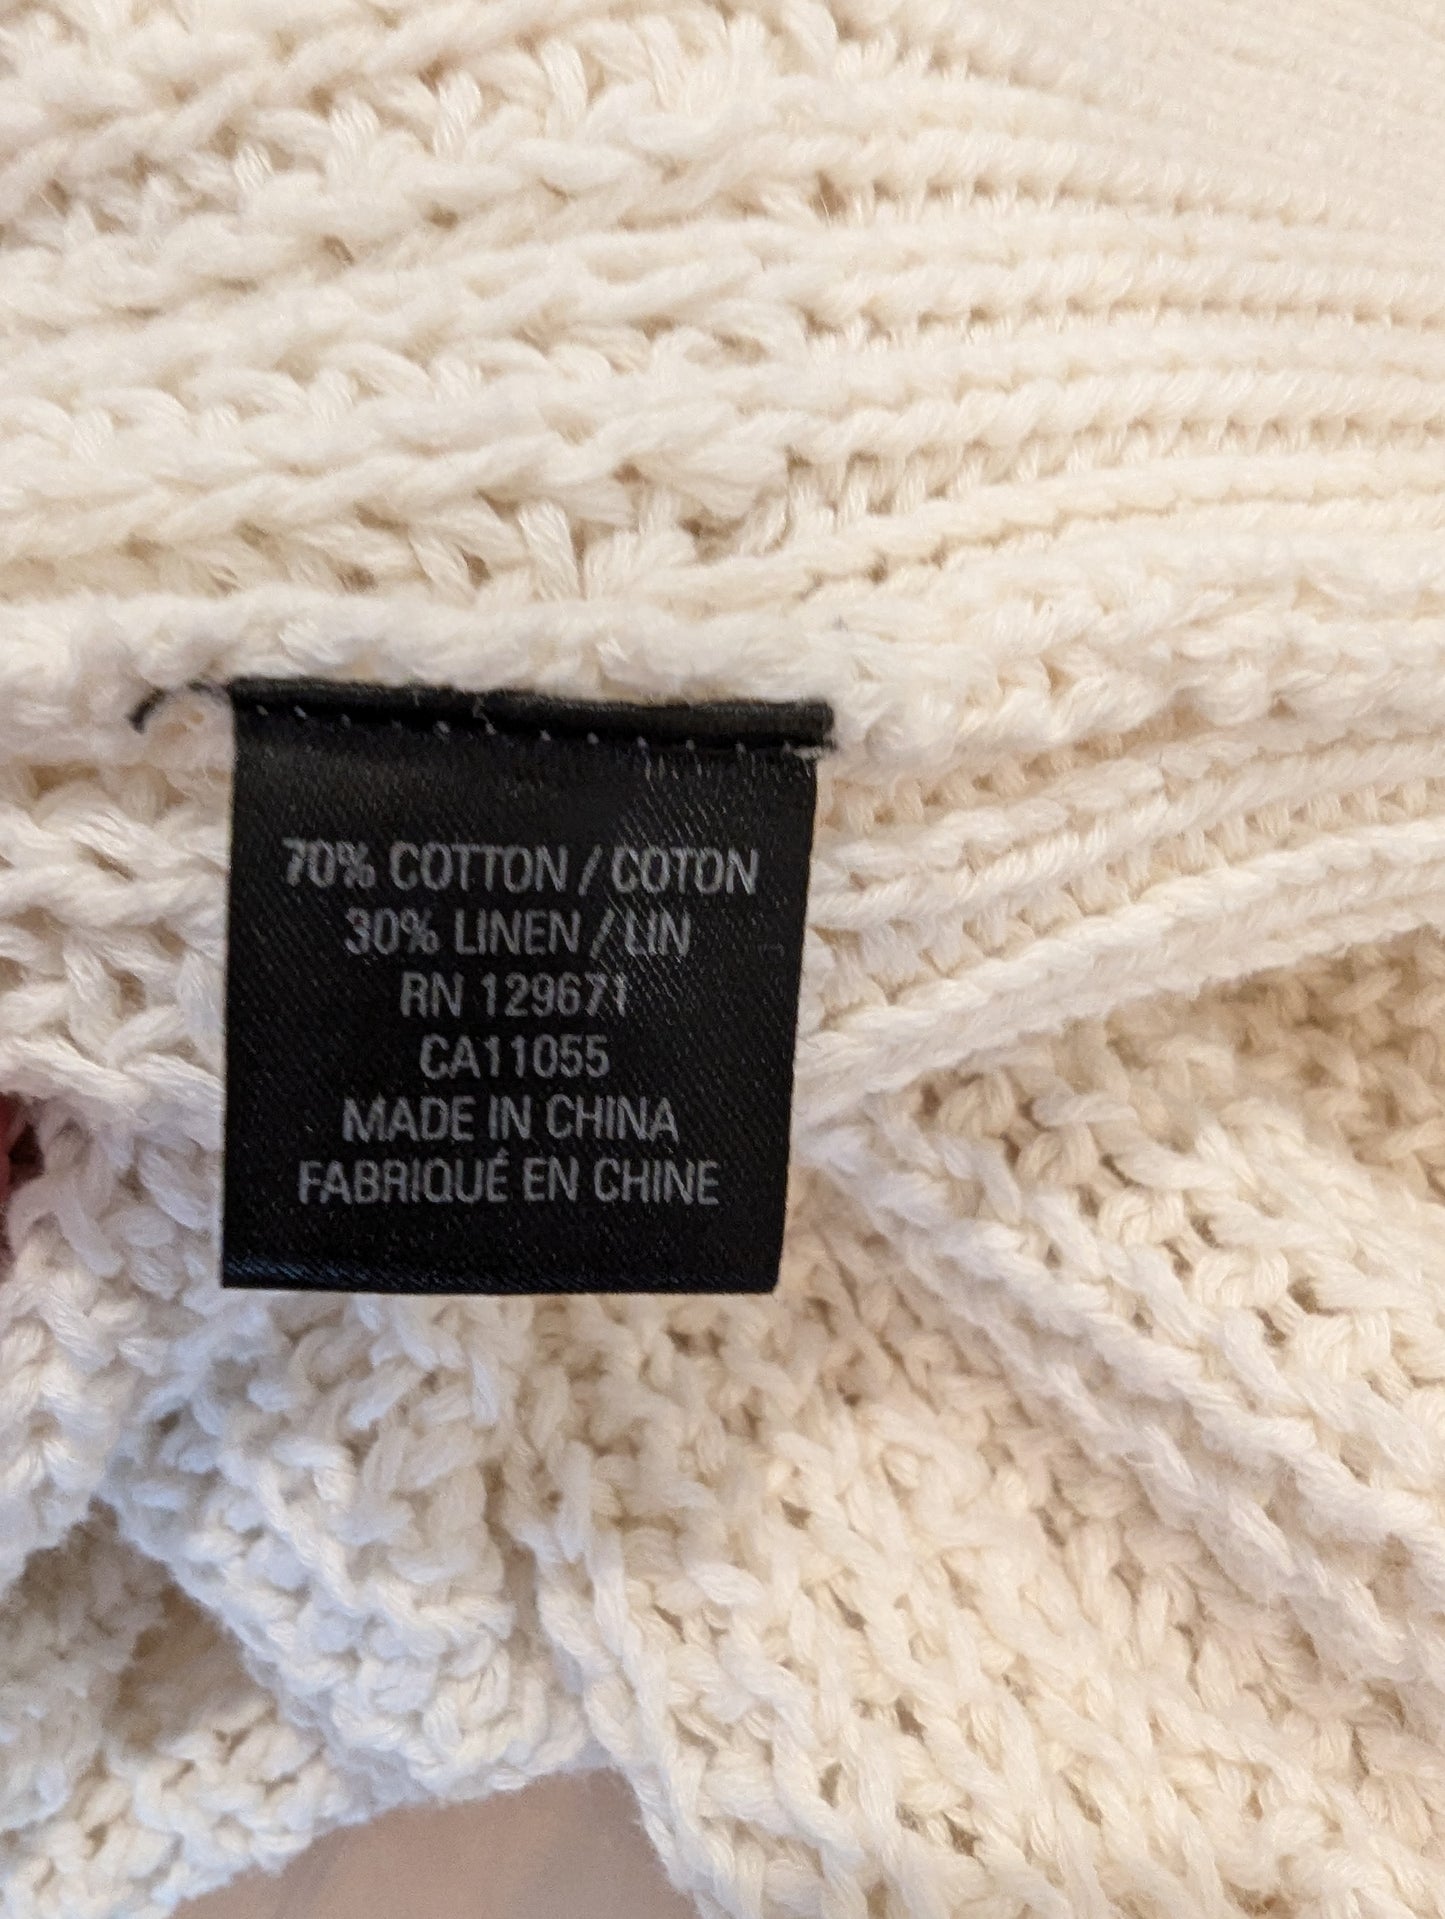 70% COTTON / COTON
30% LINEN / LIN
RN 129671
CA11055
MADE IN CHINA
FABRIQUÉ EN CHINE